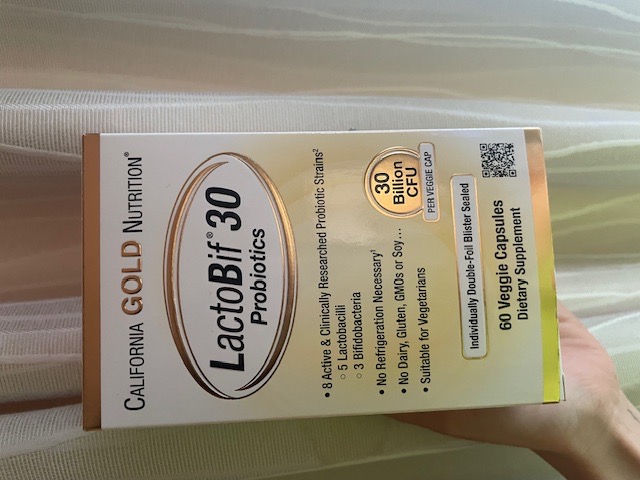 CALIFORNIA GOLD NUTRITION®
LactoBif® 30
Probiotics
• 8 Active & Clinically Researched Probiotic Strains²
○ 5 Lactobacilli
○ 3 Bifidobacteria
• No Refrigeration Necessary¹
• No Dairy, Gluten, GMOs or Soy...
• Suitable for Vegetarians
30
Billion
CFU
PER VEGGIE CAP
Individually Double-Foil Blister Sealed
60 Veggie Capsules
Dietary Supplement